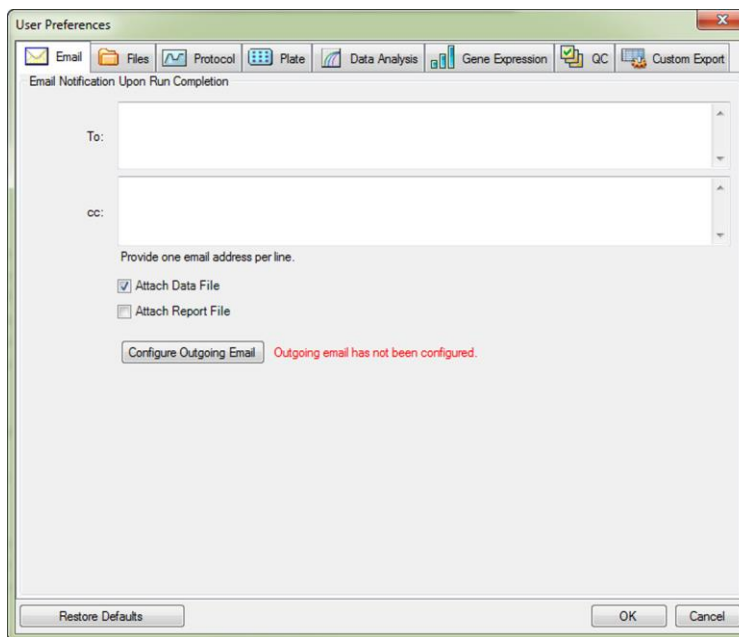 User Preferences
Email Files Protocol Plate Data Analysis Gene Expression QC Custom Export
Email Notification Upon Run Completion
To:
cc:
Provide one email address per line.
Attach Data File
Attach Report File
Configure Outgoing Email Outgoing email has not been configured.
Restore Defaults OK Cancel